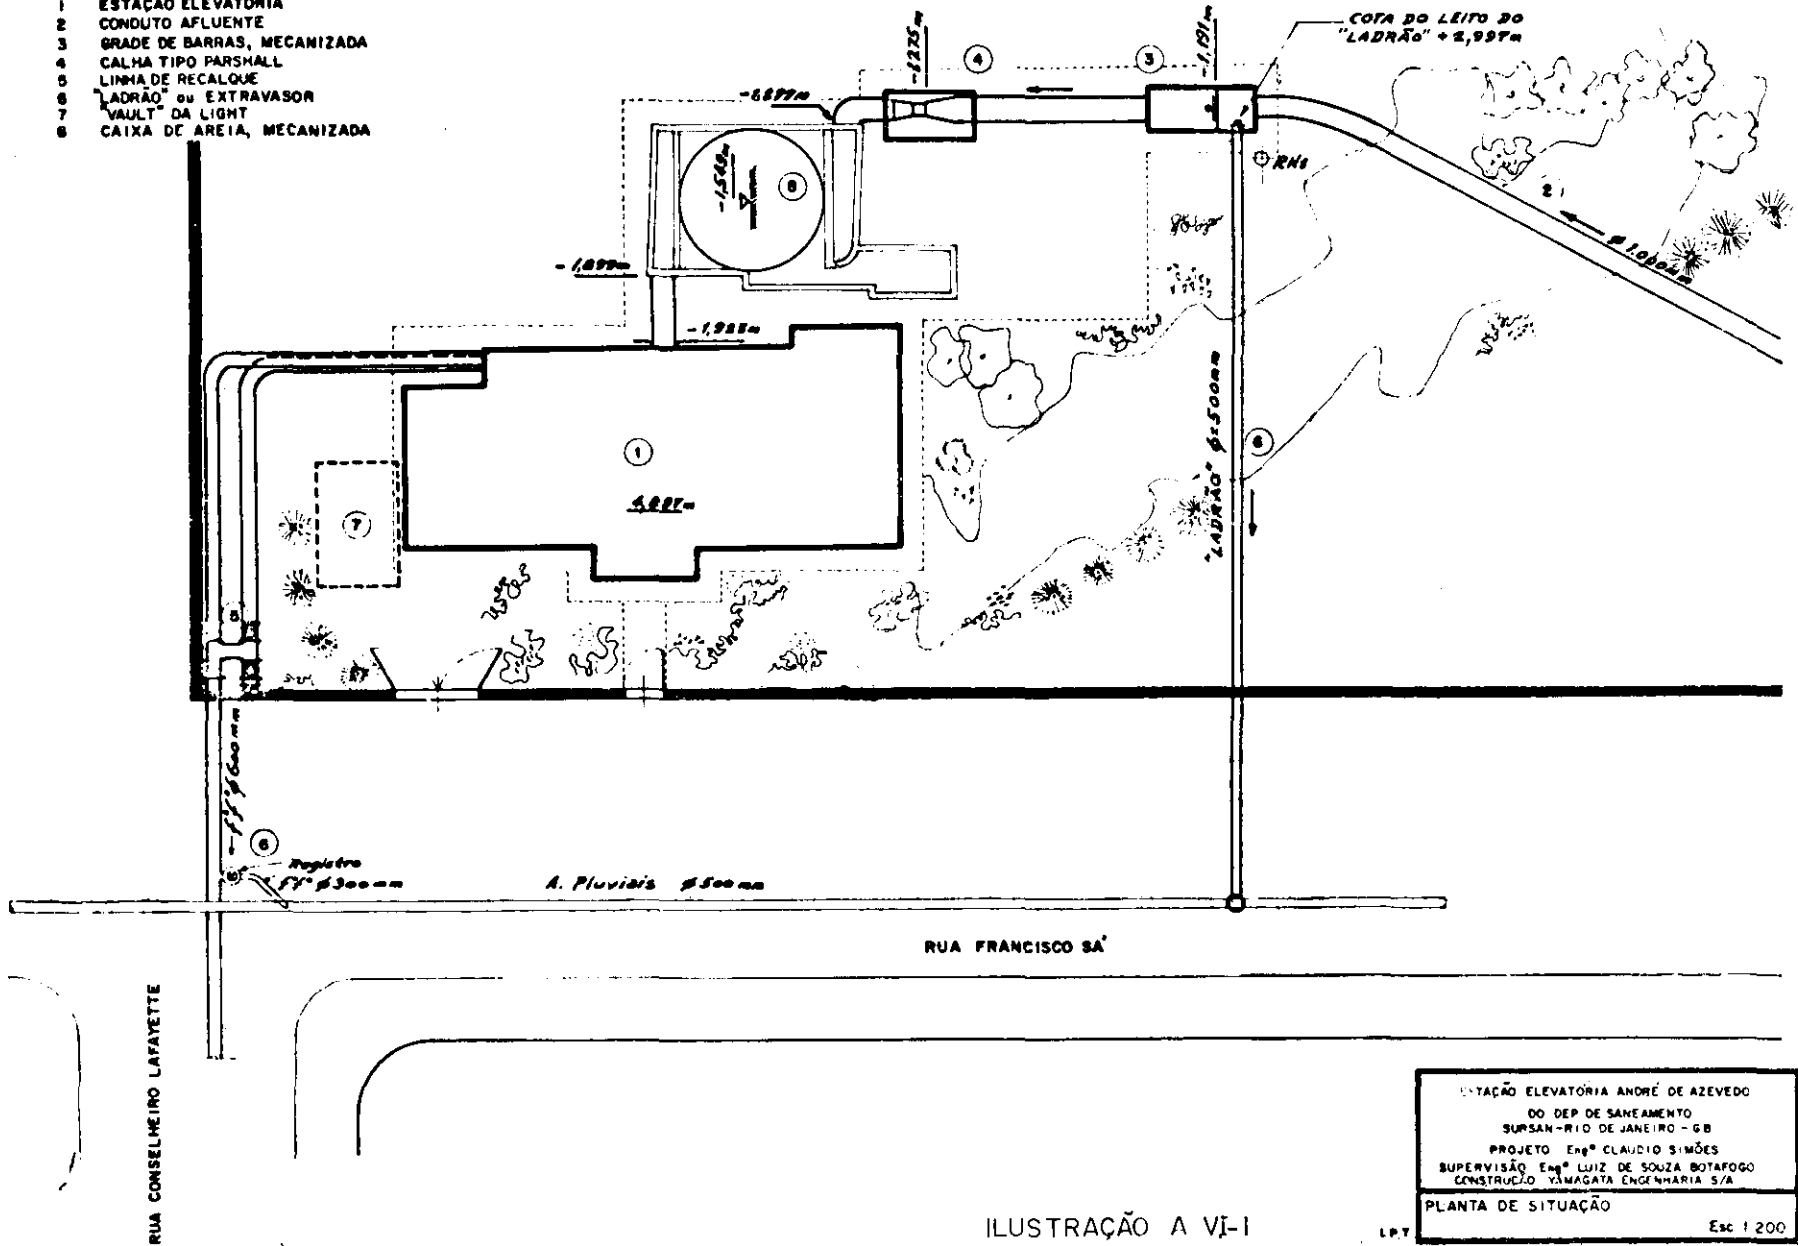 1 ESTAÇÃO ELEVATÓRIA
2 CONDUTO AFLUENTE
3 GRADE DE BARRAS, MECANIZADA
4 CALHA TIPO PARSHALL
5 LINHA DE RECALQUE
6 "LADRÃO" ou EXTRAVASOR
7 "VAULT" DA LIGHT
8 CAIXA DE AREIA, MECANIZADA
COTA DO LEITO DO
"LADRÃO"
4
3
-1,191m
8
2
ø 1.000mm
-1,899m
1
7
5
"LADRÃO" ø=500mm
6
ø 600mm
6
Registro
ffº ø300mm
A. Pluviais ø500mm
RUA FRANCISCO SÁ
RUA CONSELHEIRO LAFAYETTE
ESTAÇÃO ELEVATÓRIA ANDRÉ DE AZEVEDO
DO DEP DE SANEAMENTO
SURSAN-RIO DE JANEIRO - GB
PROJETO Engº CLAUDIO SIMÕES
SUPERVISÃO Engº LUIZ DE SOUZA BOTAFOGO
CONSTRUÇÃO YAMAGATA ENGENHARIA S/A
PLANTA DE SITUAÇÃO
Esc 1 200
ILUSTRAÇÃO A VI-1
L.P.T.